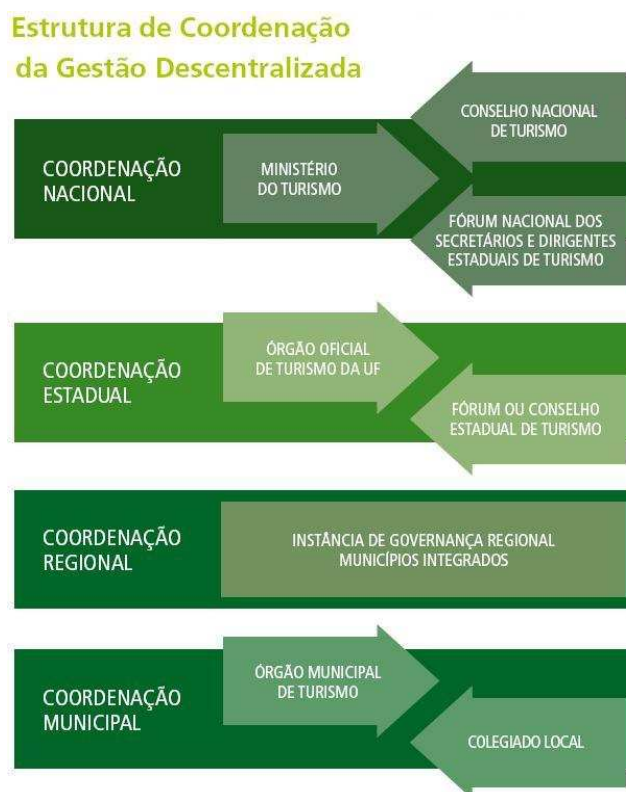 Estrutura de Coordenação
da Gestão Descentralizada
COORDENAÇÃO
NACIONAL
MINISTÉRIO
DO TURISMO
CONSELHO NACIONAL
DE TURISMO
FÓRUM NACIONAL DOS
SECRETÁRIOS E DIRIGENTES
ESTADUAIS DE TURISMO
COORDENAÇÃO
ESTADUAL
ÓRGÃO OFICIAL
DE TURISMO DA UF
FÓRUM OU CONSELHO
ESTADUAL DE TURISMO
COORDENAÇÃO
REGIONAL
INSTÂNCIA DE GOVERNANÇA REGIONAL
MUNICÍPIOS INTEGRADOS
COORDENAÇÃO
MUNICIPAL
ÓRGÃO MUNICIPAL
DE TURISMO
COLEGIADO LOCAL